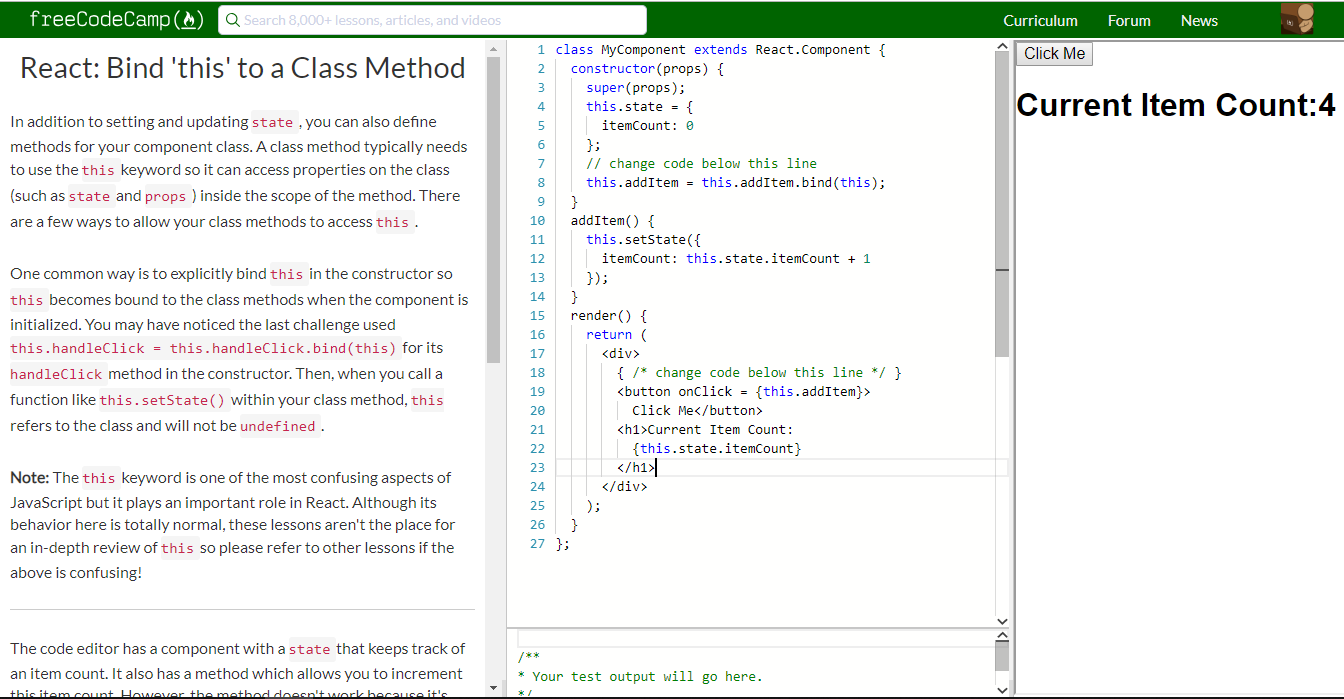 freeCodeCamp
Search 8,000+ lessons, articles, and videos
Curriculum
Forum
News
React: Bind 'this' to a Class Method
In addition to setting and updating state , you can also define
methods for your component class. A class method typically needs
to use the this keyword so it can access properties on the class
(such as state and props ) inside the scope of the method. There
are a few ways to allow your class methods to access this .
One common way is to explicitly bind this in the constructor so
this becomes bound to the class methods when the component is
initialized. You may have noticed the last challenge used
this.handleClick = this.handleClick.bind(this) for its
handleClick method in the constructor. Then, when you call a
function like this.setState() within your class method, this
refers to the class and will not be undefined .
Note: The this keyword is one of the most confusing aspects of
JavaScript but it plays an important role in React. Although its
behavior here is totally normal, these lessons aren't the place for
an in-depth review of this so please refer to other lessons if the
above is confusing!
The code editor has a component with a state that keeps track of
an item count. It also has a method which allows you to increment
this item count. However, the method doesn't work because it's
1 class MyComponent extends React.Component {
2 constructor(props) {
3 super(props);
4 this.state = {
5 itemCount: 0
6 };
7 // change code below this line
8 this.addItem = this.addItem.bind(this);
9 }
10 addItem() {
11 this.setState({
12 itemCount: this.state.itemCount + 1
13 });
14 }
15 render() {
16 return (
17 <div>
18 { /* change code below this line */ }
19 <button onClick = {this.addItem}>
20 Click Me</button>
21 <h1>Current Item Count:
22 {this.state.itemCount}
23 </h1>
24 </div>
25 );
26 }
27 };
/**
* Your test output will go here.
*/
Click Me
Current Item Count:4